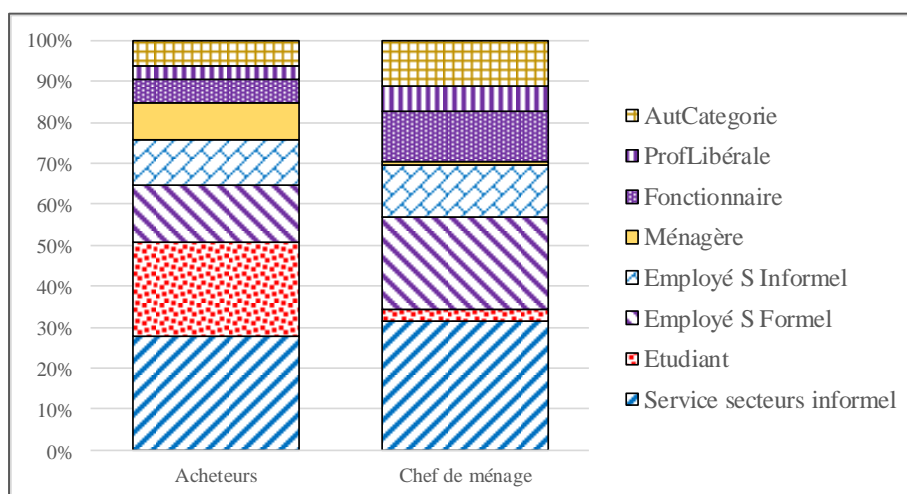 100%
90%
80%
70%
60%
50%
40%
30%
20%
10%
0%
Acheteurs
Chef de ménage
AutCategorie
ProfLibérale
Fonctionnaire
Ménagère
Employé S Informel
Employé S Formel
Etudiant
Service secteurs informel